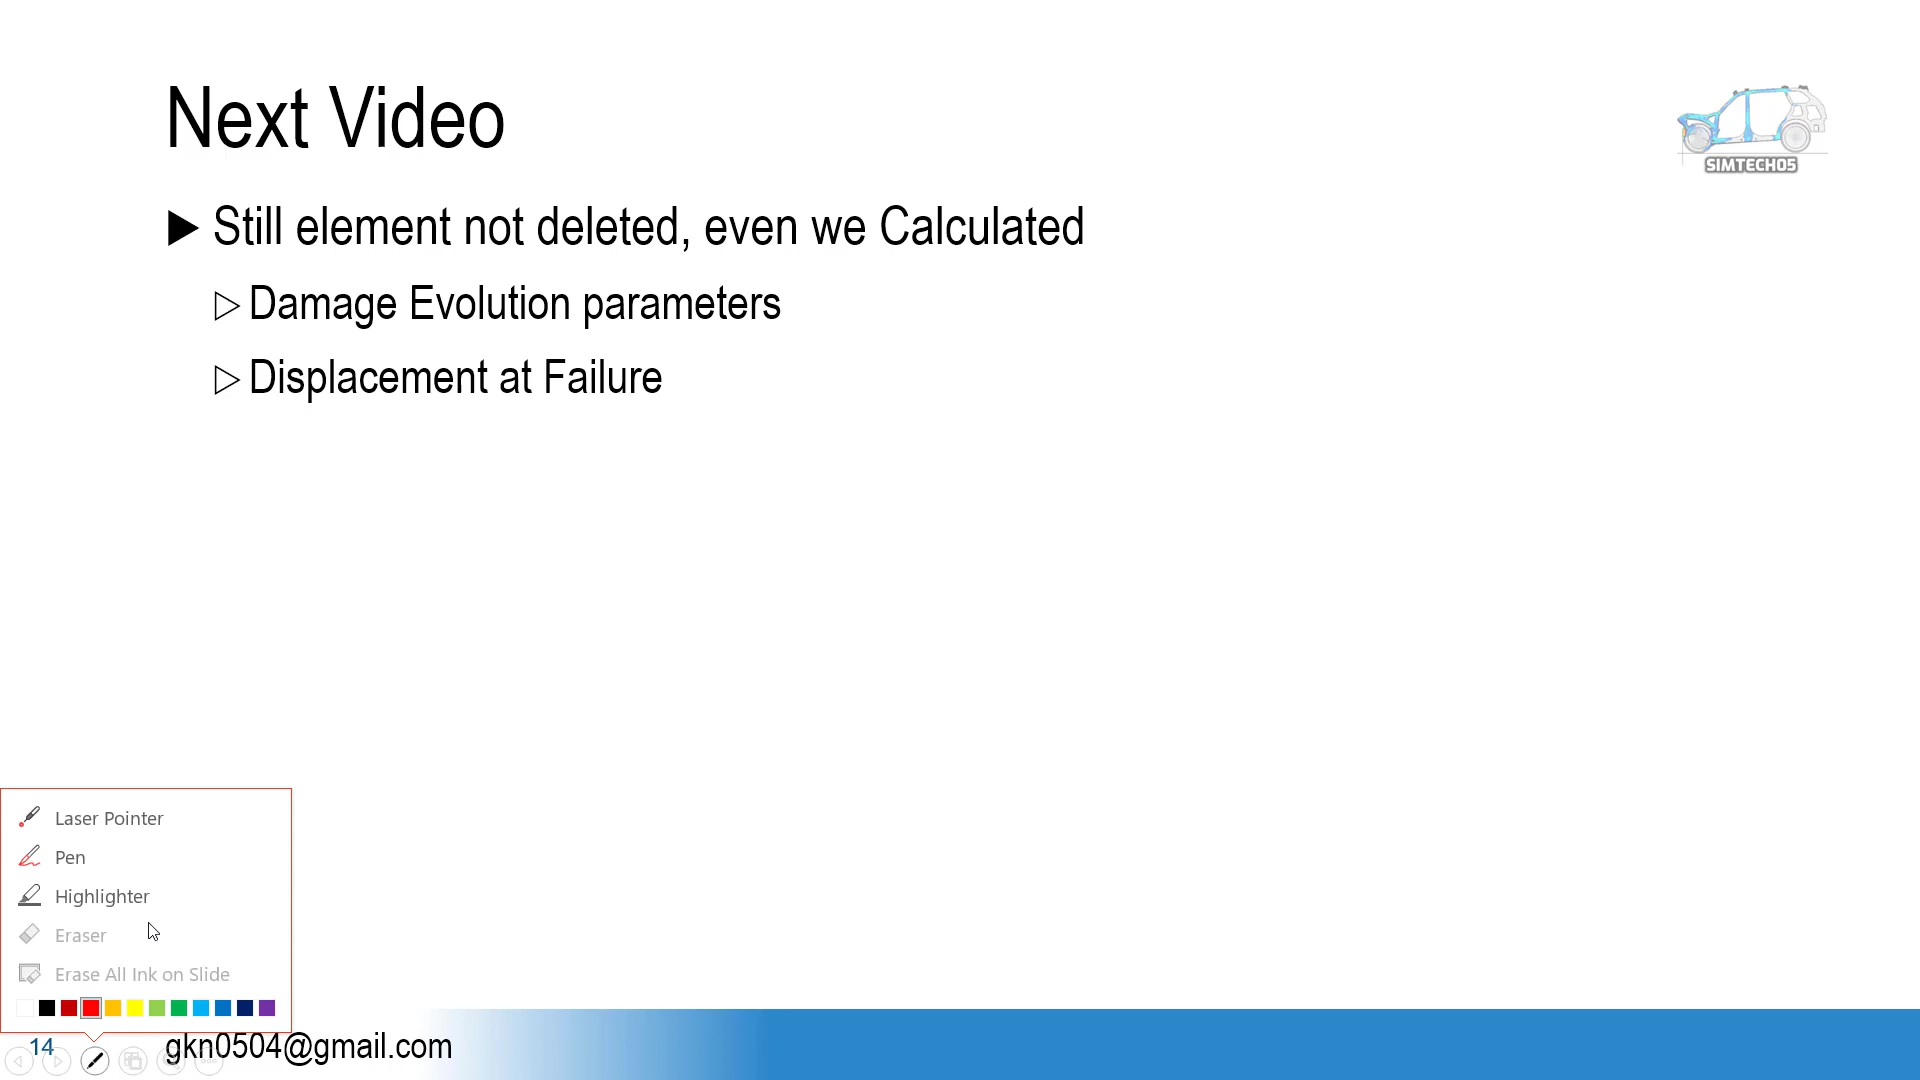 Next Video
SIMTECH05
Still element not deleted, even we Calculated
Damage Evolution parameters
Displacement at Failure
Laser Pointer
Pen
Highlighter
Eraser
Erase All Ink on Slide
14
gkn0504@gmail.com